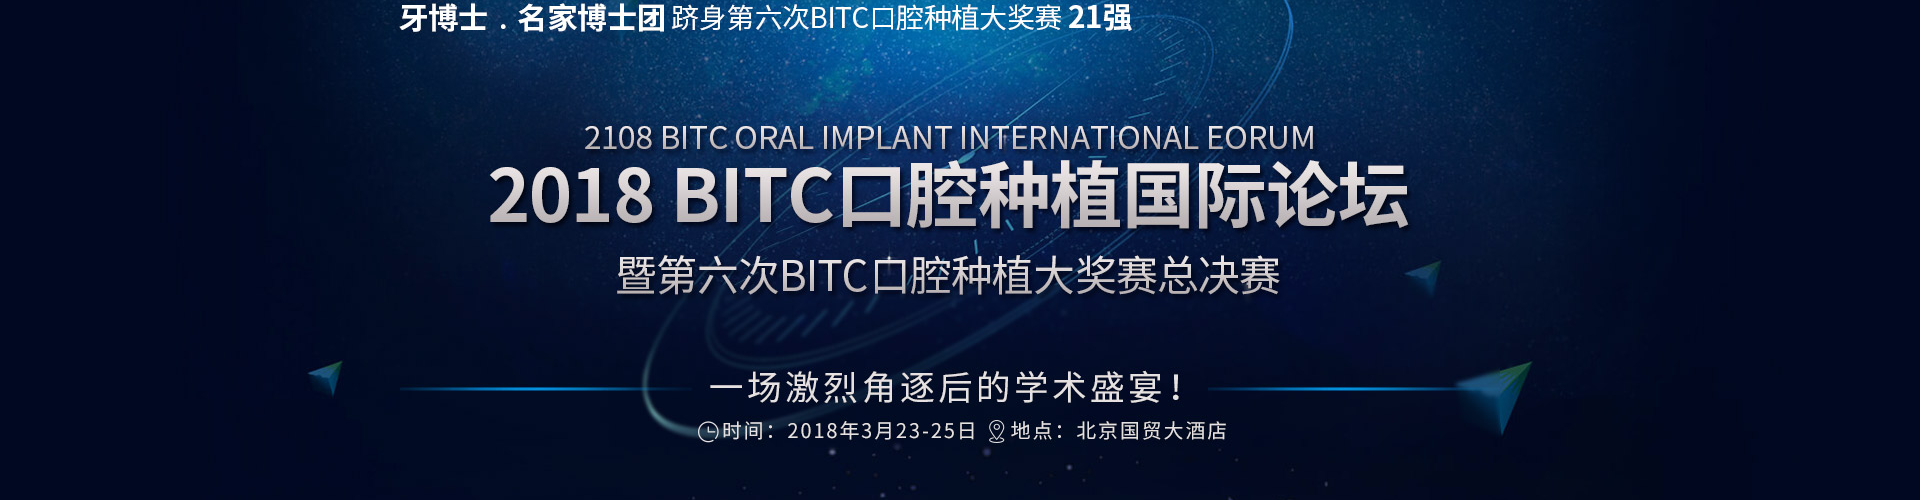 牙博士 . 名家博士团 跻身第六次BITC口腔种植大奖赛 21强
2108 BITC ORAL IMPLANT INTERNATIONAL EORUM
2018 BITC口腔种植国际论坛
暨第六次BITC口腔种植大奖赛总决赛
一场激烈角逐后的学术盛宴！
时间：2018年3月23-25日 地点：北京国贸大酒店